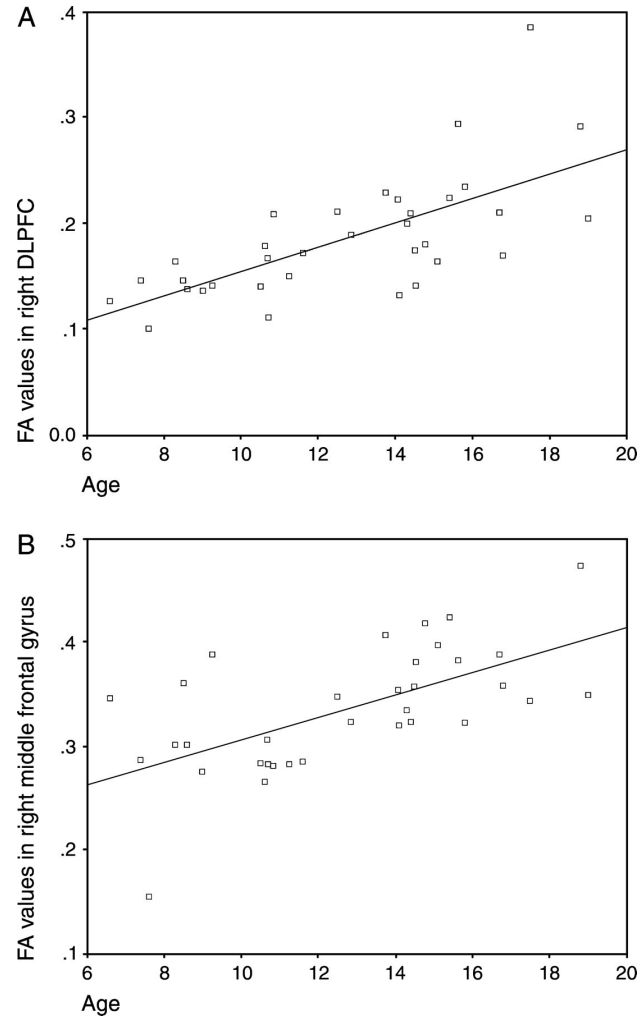 A
FA values in right DLPFC
.4
.3
.2
.1
0.0
6 8 10 12 14 16 18 20
Age
B
FA values in right middle frontal gyrus
.5
.4
.3
.2
.1
6 8 10 12 14 16 18 20
Age